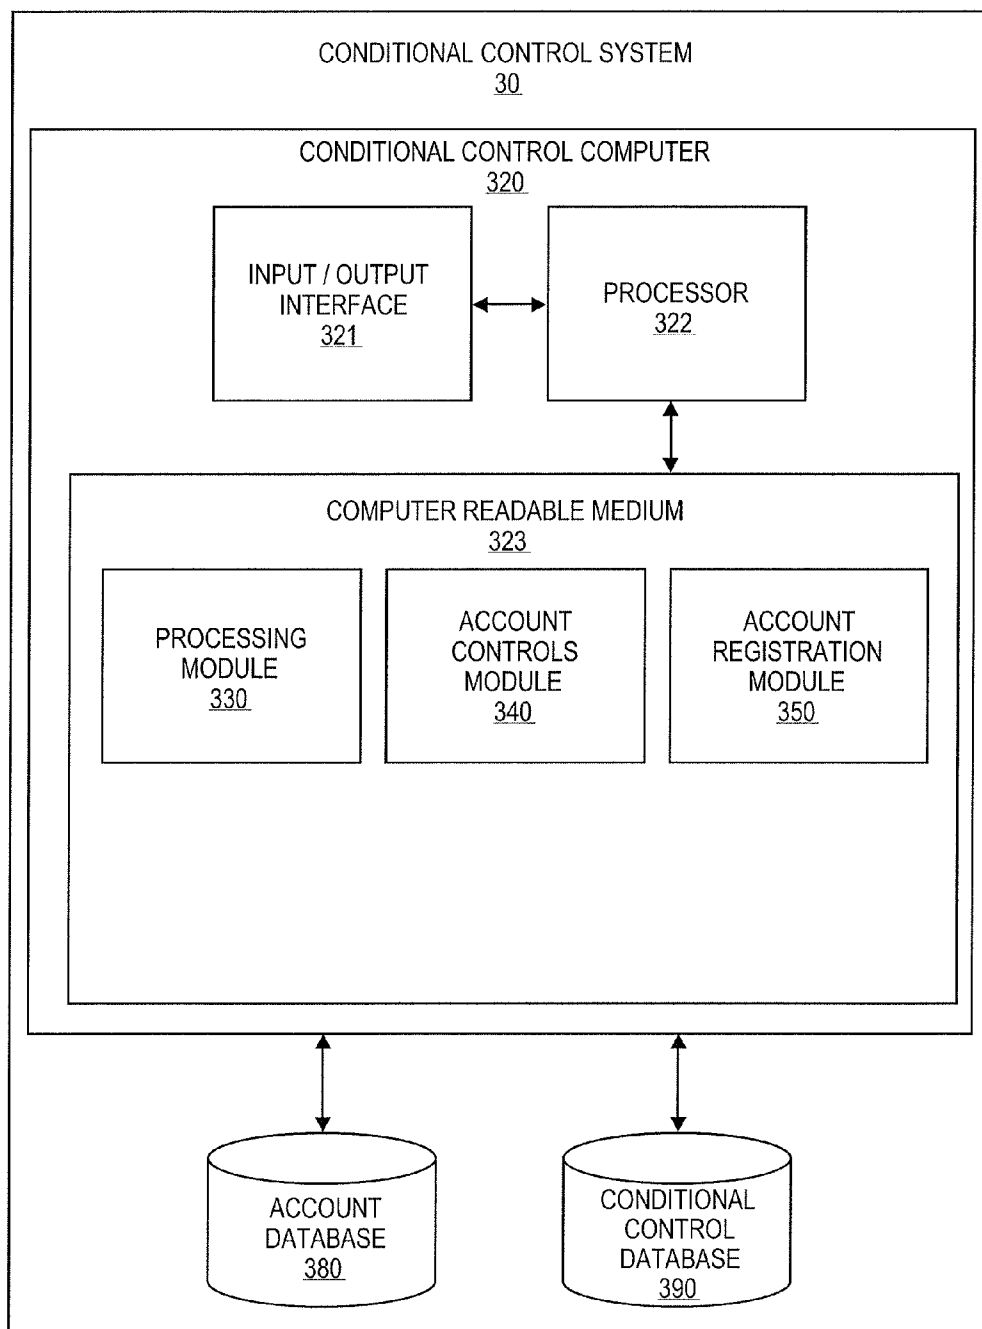 CONDITIONAL CONTROL SYSTEM
30
CONDITIONAL CONTROL COMPUTER
320
INPUT / OUTPUT
INTERFACE
321
PROCESSOR
322
COMPUTER READABLE MEDIUM
323
PROCESSING
MODULE
330
ACCOUNT
CONTROLS
MODULE
340
ACCOUNT
REGISTRATION
MODULE
350
ACCOUNT
DATABASE
380
CONDITIONAL
CONTROL
DATABASE
390